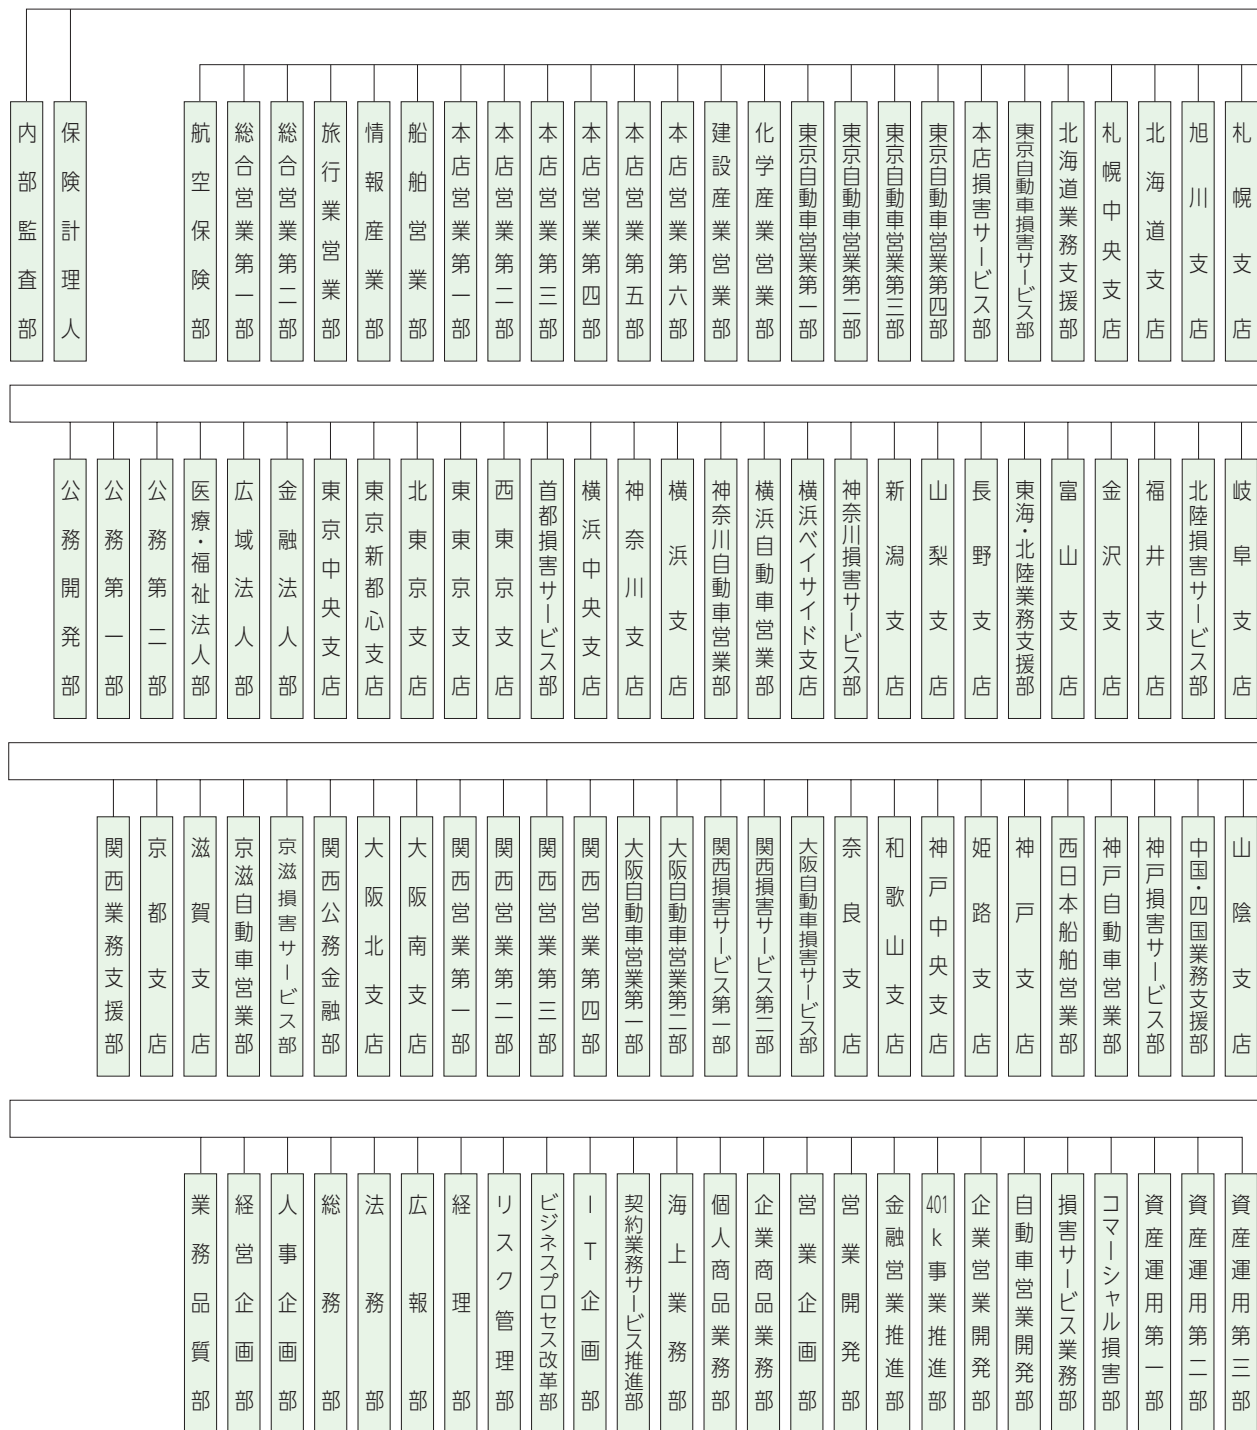 内部監査部
保険計理人
航空保険部
総合営業第一部
総合営業第二部
旅行業営業部
情報産業部
船舶営業部
本店営業第一部
本店営業第二部
本店営業第三部
本店営業第四部
本店営業第五部
本店営業第六部
建設産業営業部
化学産業営業部
東京自動車営業第一部
東京自動車営業第二部
東京自動車営業第三部
東京自動車営業第四部
本店損害サービス部
東京自動車損害サービス部
北海道業務支援部
札幌中央支店
北海道支店
旭川支店
札幌支店
公務開発部
公務第一部
公務第二部
医療・福祉法人部
広域法人部
金融法人部
東京中央支店
東京新都心支店
北東京支店
東東京支店
西東京支店
首都損害サービス部
横浜中央支店
神奈川支店
横浜支店
神奈川自動車営業部
横浜自動車営業部
横浜ベイサイド支店
神奈川損害サービス部
新潟支店
山梨支店
長野支店
東海・北陸業務支援部
富山支店
金沢支店
福井支店
北陸損害サービス部
岐阜支店
関西業務支援部
京都支店
滋賀支店
京滋自動車営業部
京滋損害サービス部
関西公務金融部
大阪北支店
大阪南支店
関西営業第一部
関西営業第二部
関西営業第三部
関西営業第四部
大阪自動車営業第一部
大阪自動車営業第二部
関西損害サービス第一部
関西損害サービス第二部
大阪自動車損害サービス部
奈良支店
和歌山支店
神戸中央支店
姫路支店
神戸支店
西日本船舶営業部
神戸自動車営業部
神戸損害サービス部
中国・四国業務支援部
山陰支店
業務品質部
経営企画部
人事企画部
総務部
法務部
広報部
経理部
リスク管理部
ビジネスプロセス改革部
IT企画部
契約業務サービス推進部
海上業務部
個人商品業務部
企業商品業務部
営業企画部
営業開発部
金融営業推進部
401k事業推進部
企業営業開発部
自動車営業開発部
損害サービス業務部
コマーシャル損害部
資産運用第一部
資産運用第二部
資産運用第三部